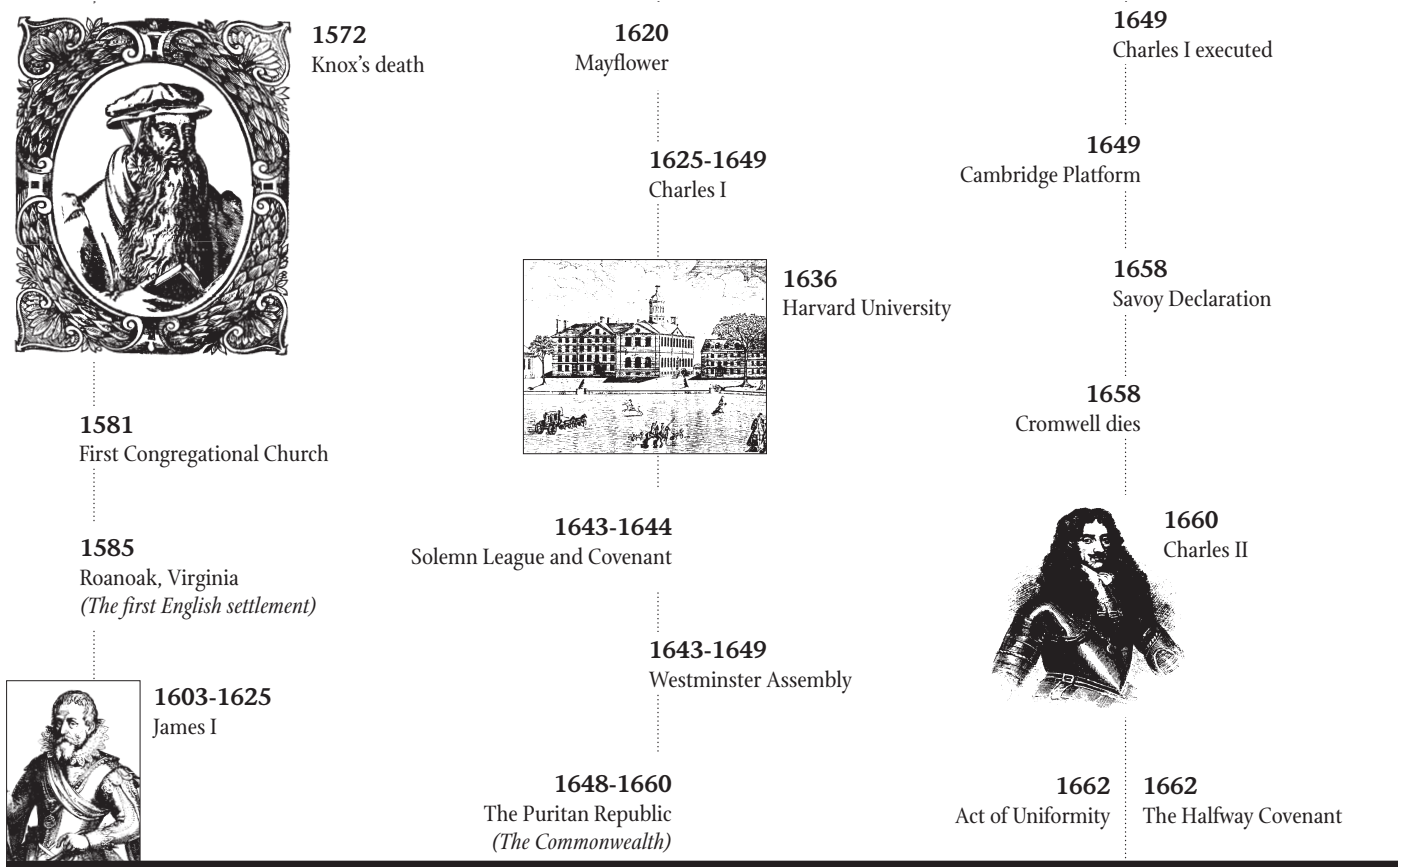 1572
Knox's death
1581
First Congregational Church
1585
Roanoak, Virginia
(The first English settlement)
1603-1625
James I
1620
Mayflower
1625-1649
Charles I
1636
Harvard University
1643-1644
Solemn League and Covenant
1643-1649
Westminster Assembly
1648-1660
The Puritan Republic
(The Commonwealth)
1649
Charles I executed
1649
Cambridge Platform
1658
Savoy Declaration
1658
Cromwell dies
1660
Charles II
1662
Act of Uniformity
1662
The Halfway Covenant